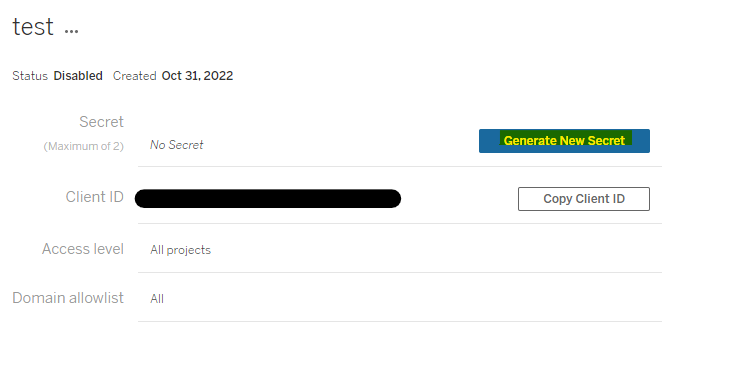 test ...
Status Disabled Created Oct 31, 2022
Secret
(Maximum of 2) No Secret Generate New Secret
Client ID Copy Client ID
Access level All projects
Domain allowlist All